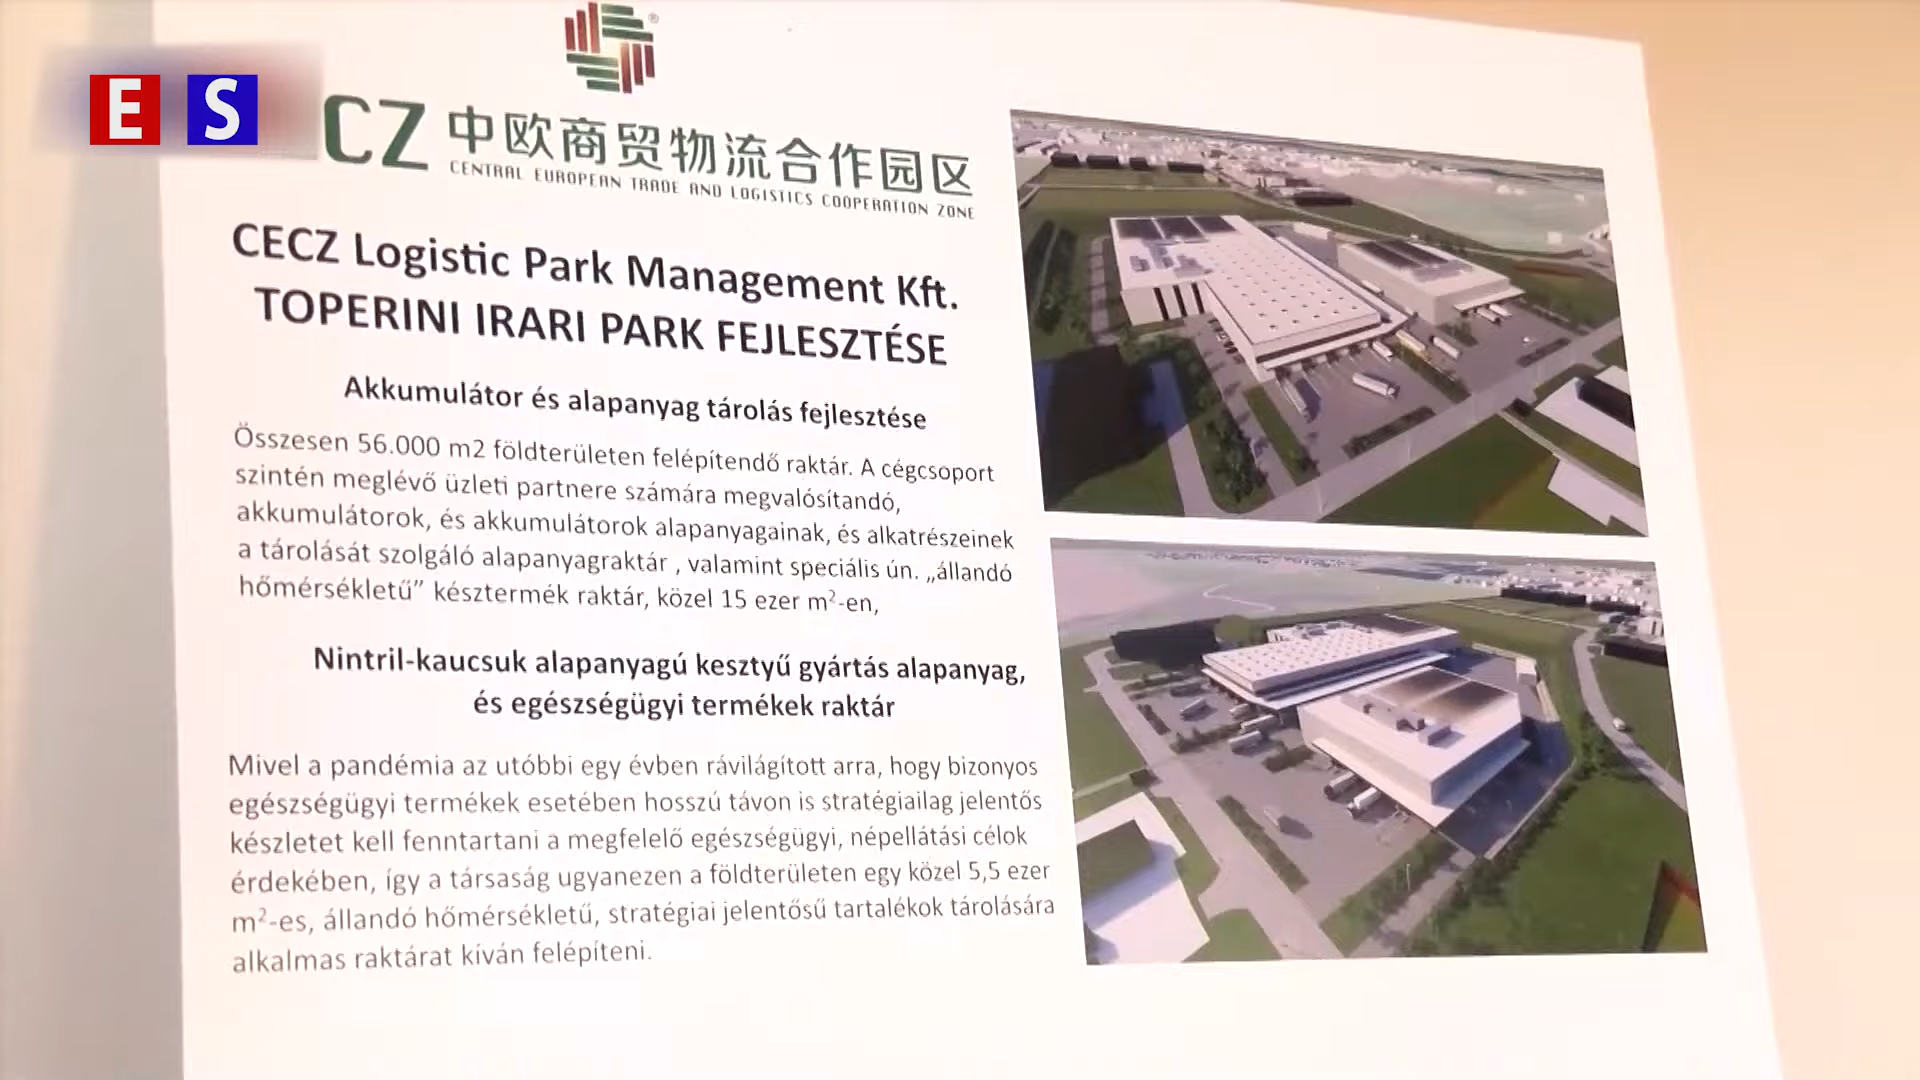 E S
®
CZ 中欧商贸物流合作园区
CENTRAL EUROPEAN TRADE AND LOGISTICS COOPERATION ZONE
CECZ Logistic Park Management Kft.
TOPERINI IRARI PARK FEJLESZTÉSE
Akkumulátor és alapanyag tárolás fejlesztése
Összesen 56.000 m2 földterületen felépítendő raktár. A cégcsoport
szintén meglévő üzleti partnere számára megvalósítandó,
akkumulátorok, és akkumulátorok alapanyagainak, és alkatrészeinek
a tárolását szolgáló alapanyagraktár , valamint speciális ún. „állandó
hőmérsékletű” késztermék raktár, közel 15 ezer m²-en,
Nintril-kaucsuk alapanyagú kesztyű gyártás alapanyag,
és egészségügyi termékek raktár
Mivel a pandémia az utóbbi egy évben rávilágított arra, hogy bizonyos
egészségügyi termékek esetében hosszú távon is stratégiailag jelentős
készletet kell fenntartani a megfelelő egészségügyi, népellátási célok
érdekében, így a társaság ugyanezen a földterületen egy közel 5,5 ezer
m²-es, állandó hőmérsékletű, stratégiai jelentősű tartalékok tárolására
alkalmas raktárat kíván felépíteni.